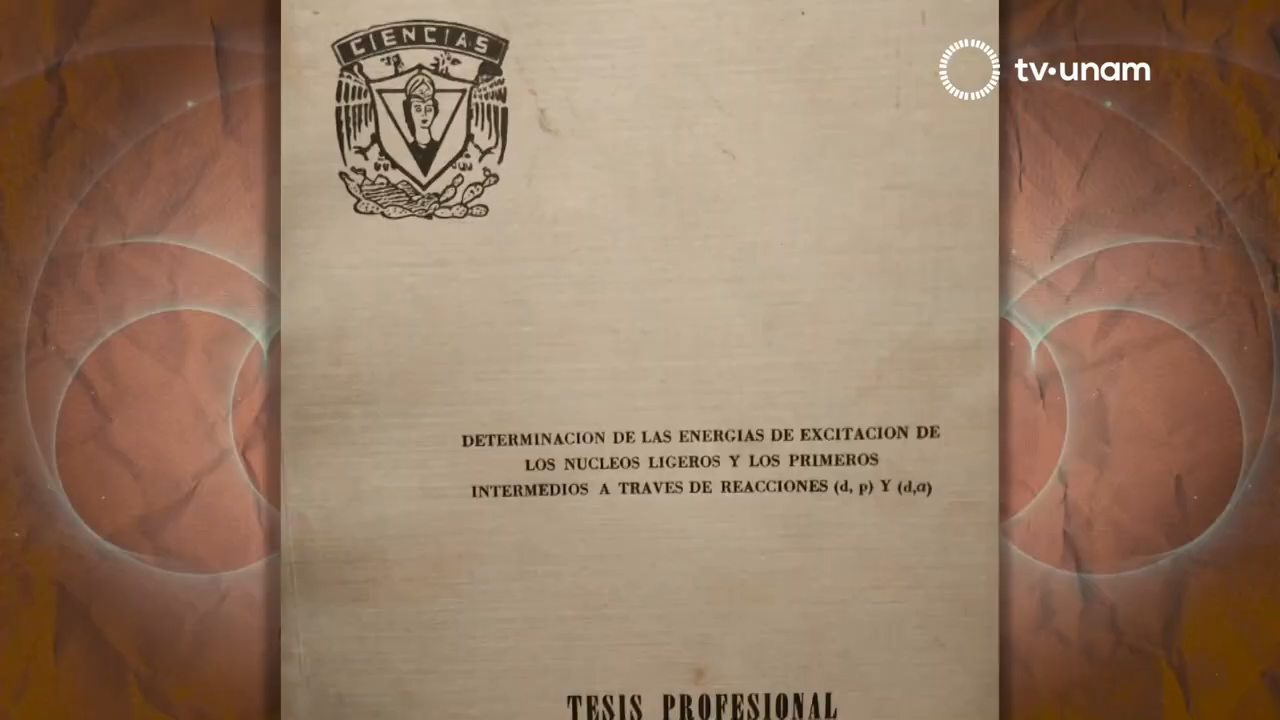 CIENCIAS
tv·unam
DETERMINACION DE LAS ENERGIAS DE EXCITACION DE
LOS NUCLEOS LIGEROS Y LOS PRIMEROS
INTERMEDIOS A TRAVES DE REACCIONES (d, p) Y (d,α)
TESIS PROFESIONAL